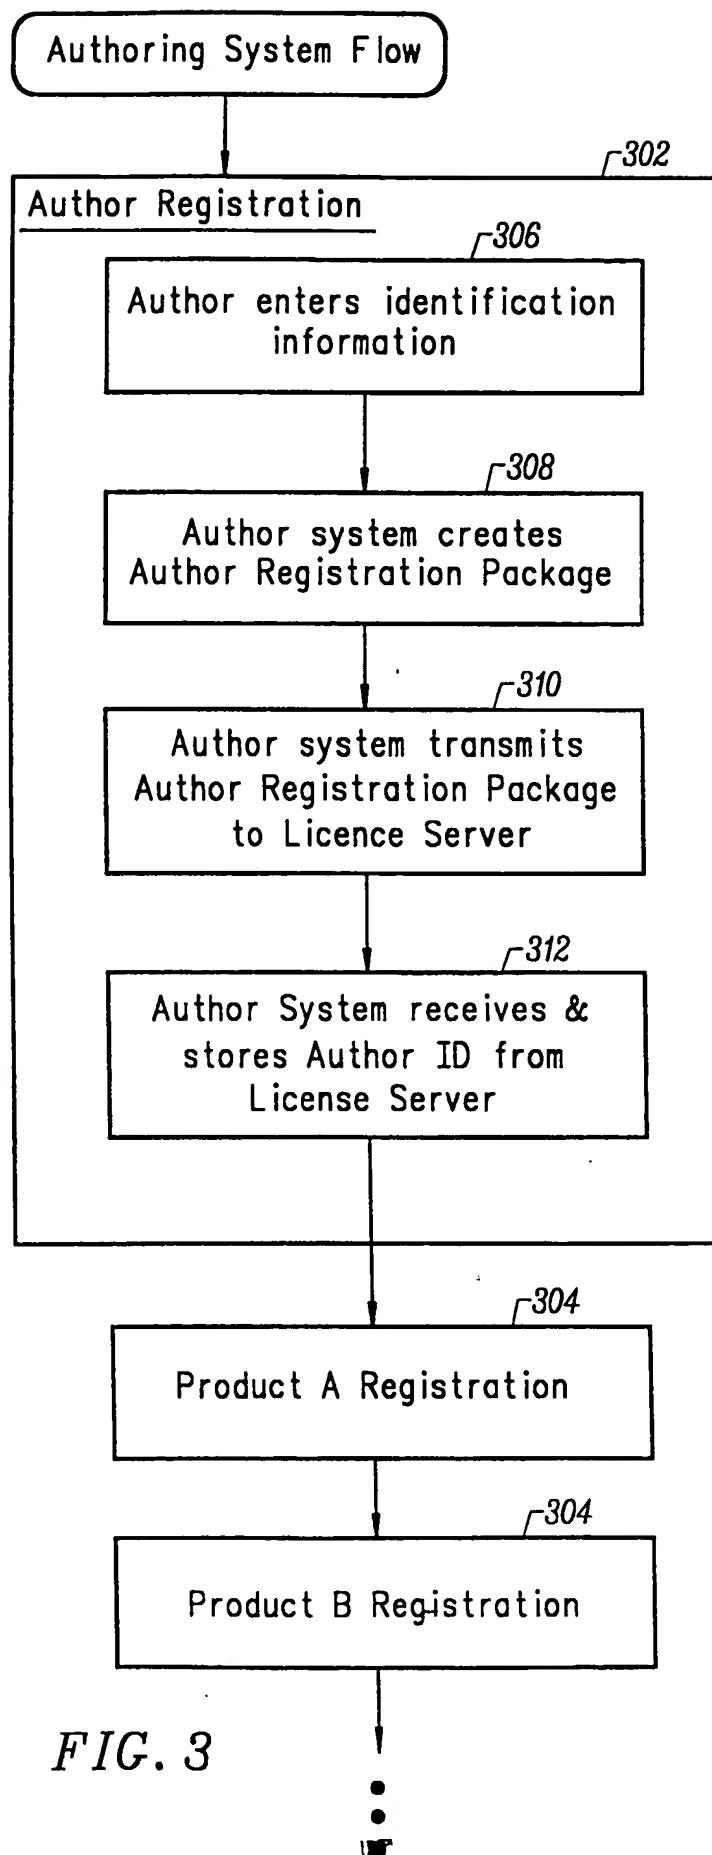 Authoring System Flow
302
Author Registration
306
Author enters identification
information
308
Author system creates
Author Registration Package
310
Author system transmits
Author Registration Package
to Licence Server
312
Author System receives &
stores Author ID from
License Server
304
Product A Registration
304
Product B Registration
FIG. 3